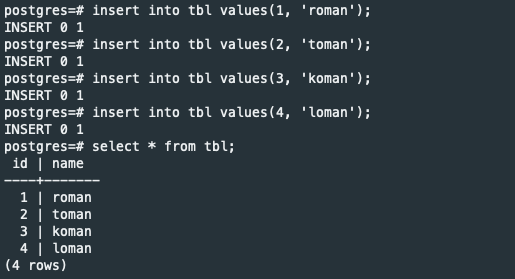 postgres=# insert into tbl values(1, 'roman');
INSERT 0 1
postgres=# insert into tbl values(2, 'toman');
INSERT 0 1
postgres=# insert into tbl values(3, 'koman');
INSERT 0 1
postgres=# insert into tbl values(4, 'loman');
INSERT 0 1
postgres=# select * from tbl;
 id | name
----+-------
  1 | roman
  2 | toman
  3 | koman
  4 | loman
(4 rows)